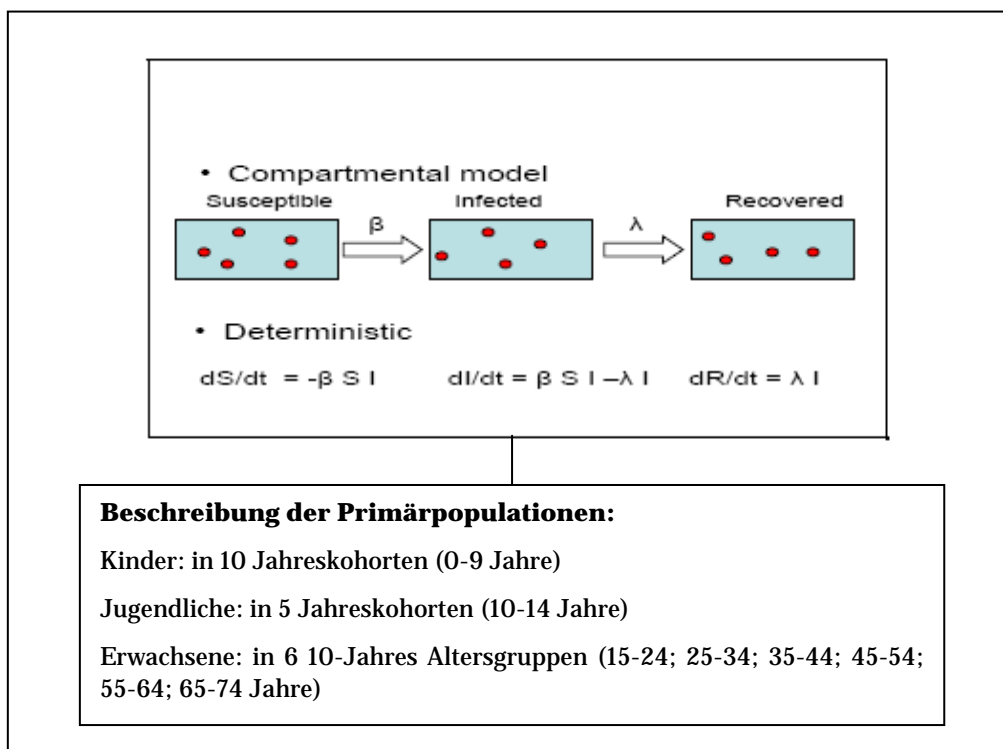 • Compartmental model
Susceptible Infected Recovered
β λ
• Deterministic
dS/dt = -β S I dI/dt = β S I –λ I dR/dt = λ I
Beschreibung der Primärpopulationen:
Kinder: in 10 Jahreskohorten (0-9 Jahre)
Jugendliche: in 5 Jahreskohorten (10-14 Jahre)
Erwachsene: in 6 10-Jahres Altersgruppen (15-24; 25-34; 35-44; 45-54;
55-64; 65-74 Jahre)